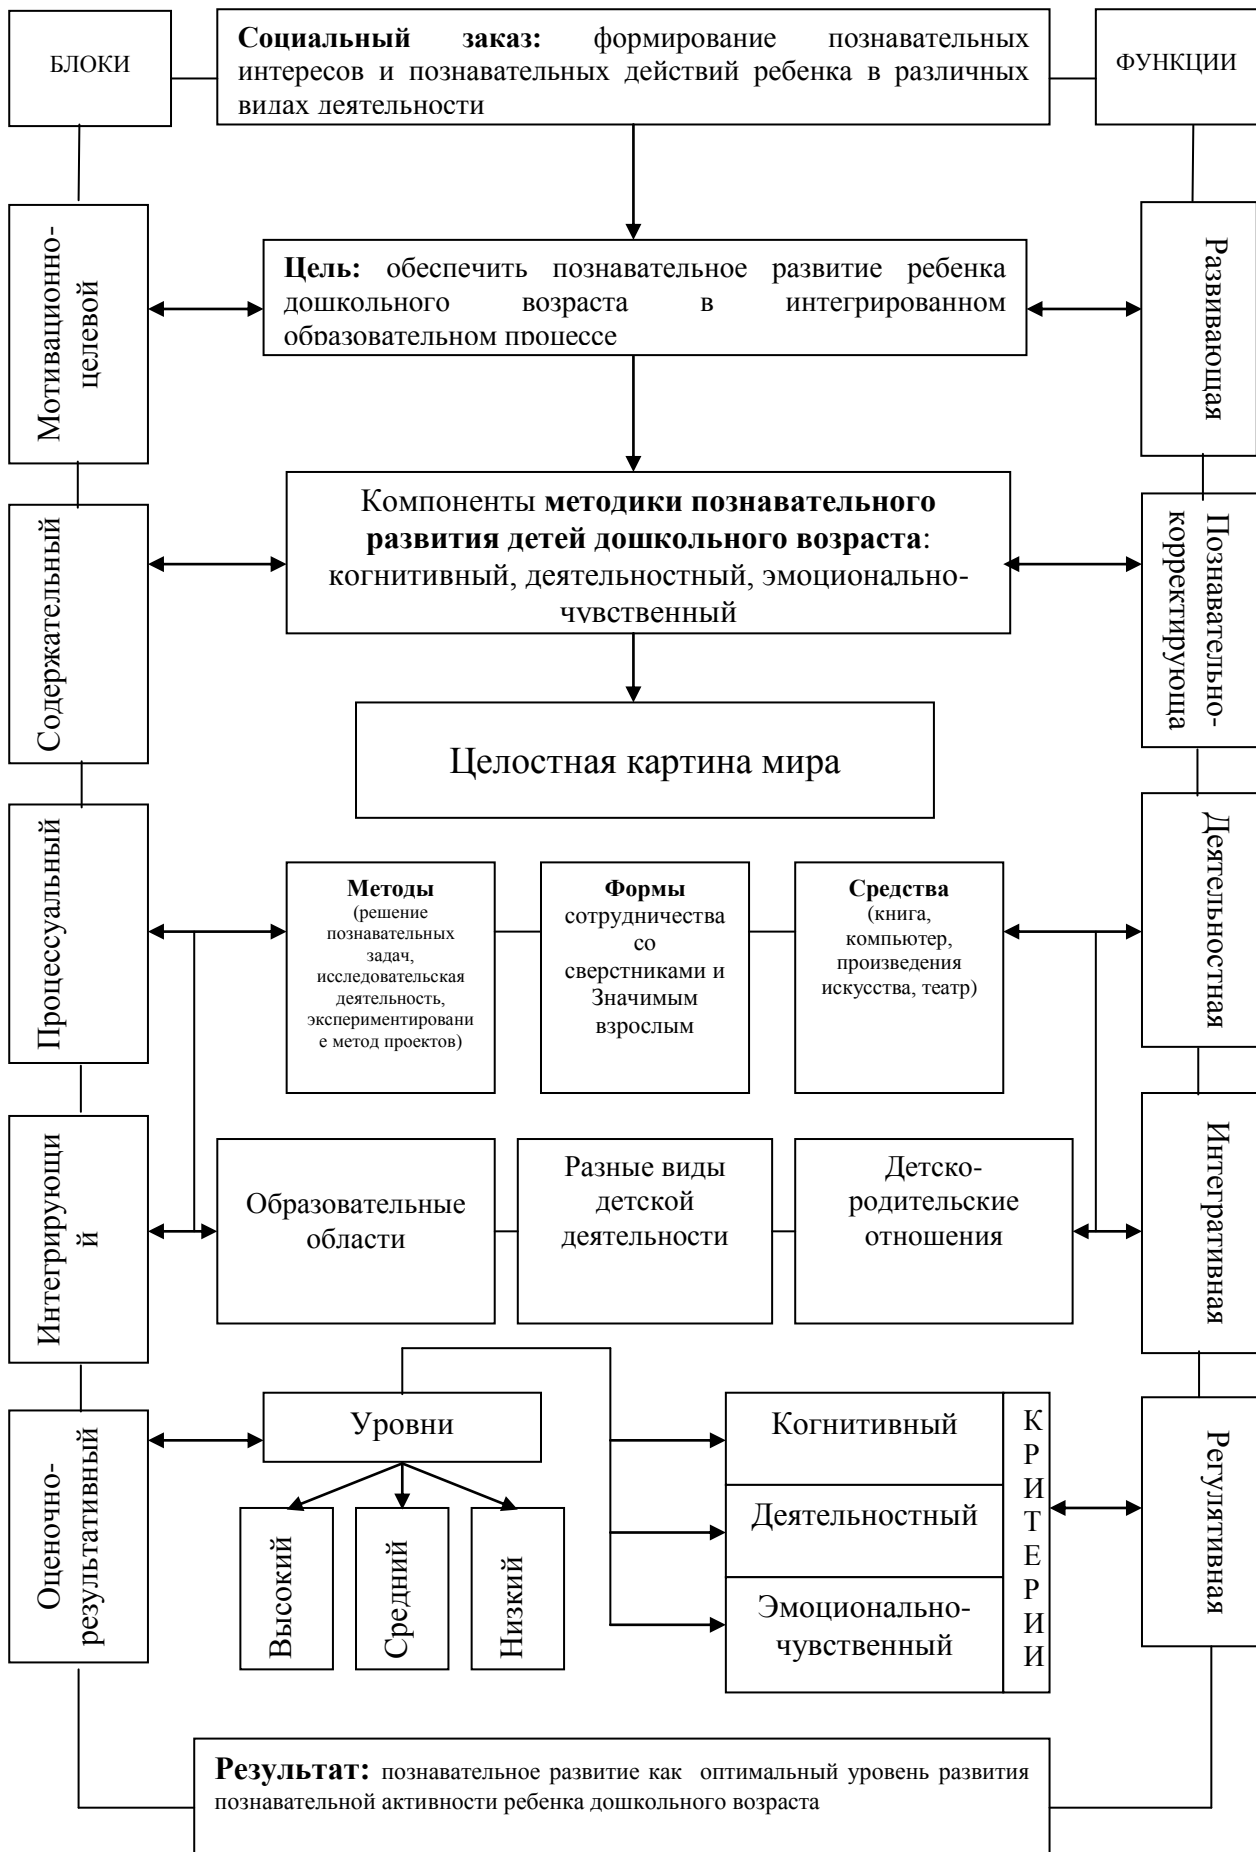 БЛОКИ
Социальный заказ: формирование познавательных
интересов и познавательных действий ребенка в различных
видах деятельности
ФУНКЦИИ
Мотивационно-
целевой
Цель: обеспечить познавательное развитие ребенка
дошкольного возраста в интегрированном
образовательном процессе
Развивающая
Содержательный
Компоненты методики познавательного
развития детей дошкольного возраста:
когнитивный, деятельностный, эмоционально-
чувственный
Познавательно-
корректирующа
Целостная картина мира
Процессуальный
Методы
(решение
познавательных
задач,
исследовательская
деятельность,
экспериментировани
е метод проектов)
Формы
сотрудничества
со
сверстниками и
Значимым
взрослым
Средства
(книга,
компьютер,
произведения
искусства, театр)
Деятельностная
Интегрирующи
й
Образовательные
области
Разные виды
детской
деятельности
Детско-
родительские
отношения
Интегративная
Оценочно-
результативный
Уровни
Высокий
Средний
Низкий
Когнитивный
Деятельностный
Эмоционально-
чувственный
КРИТЕРИИ
Регулятивная
Результат: познавательное развитие как оптимальный уровень развития
познавательной активности ребенка дошкольного возраста